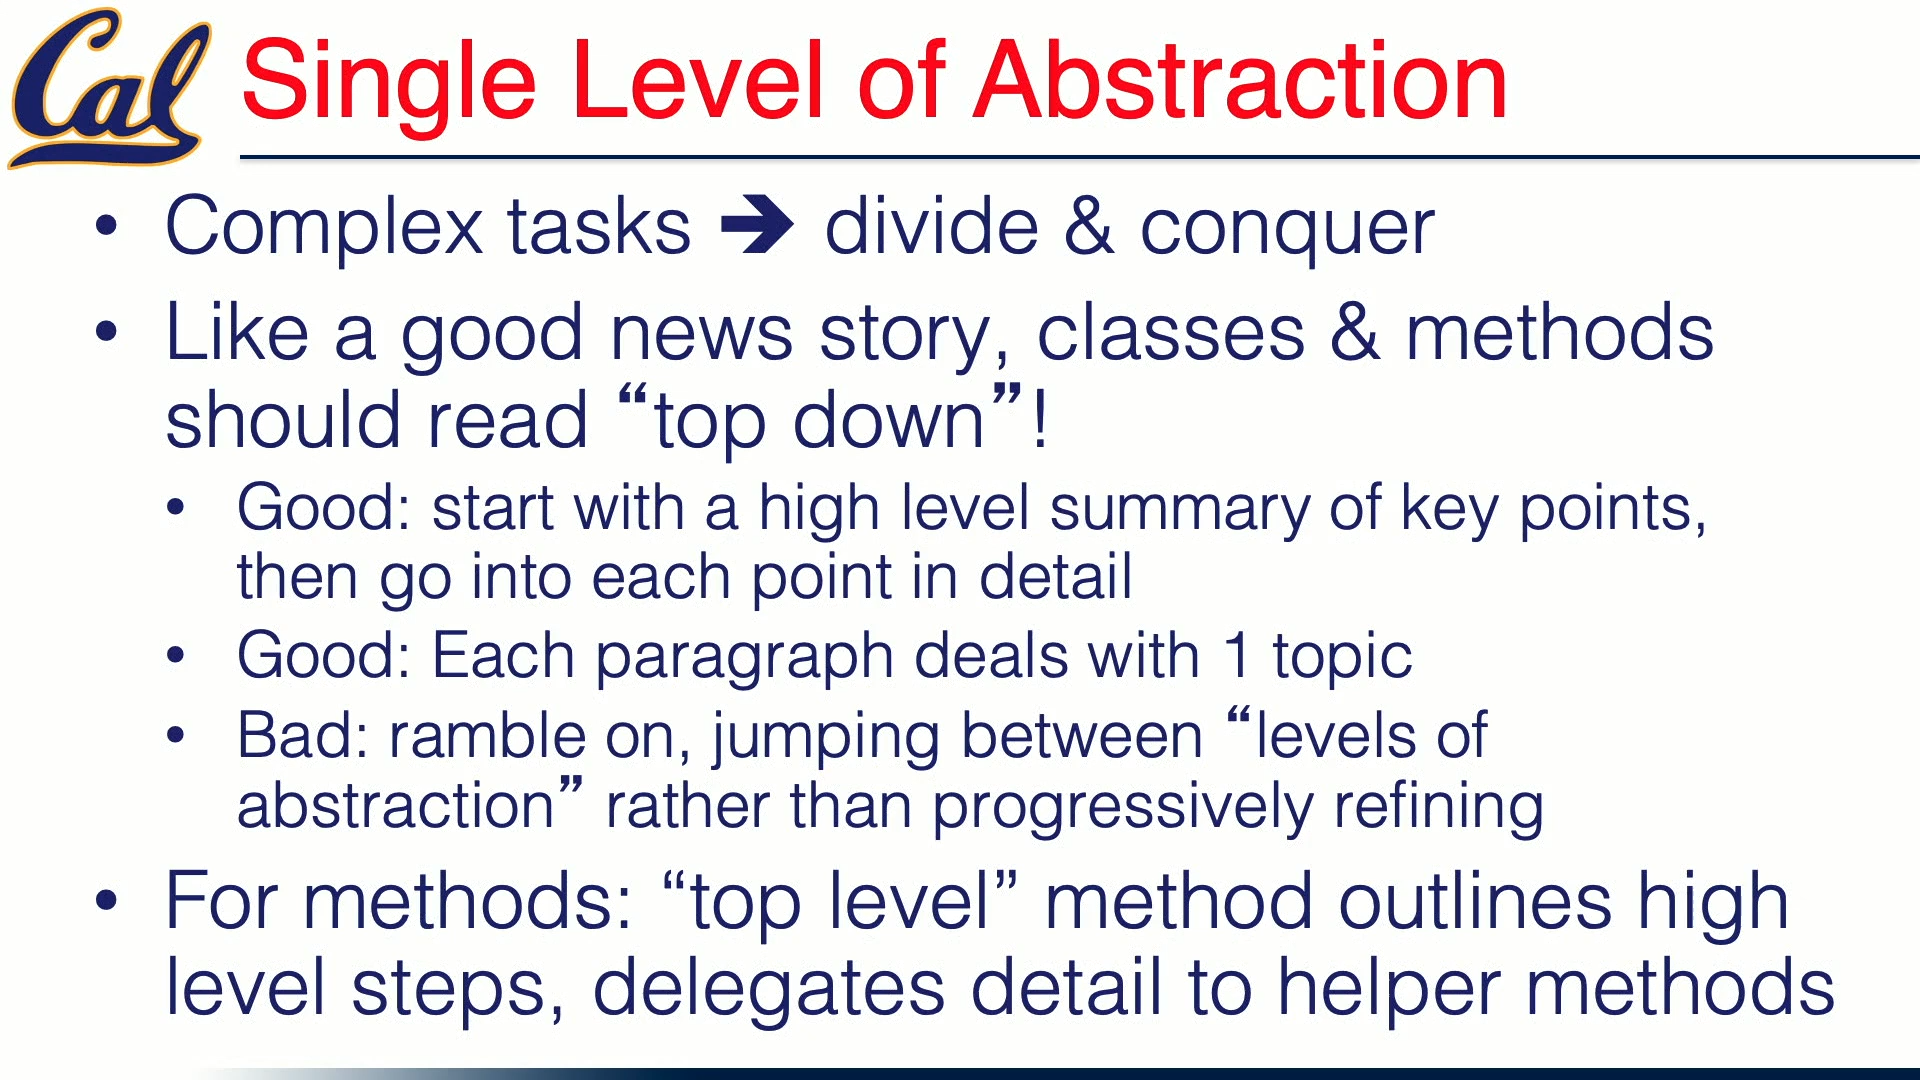 Cal
Single Level of Abstraction
• Complex tasks ➔ divide & conquer
• Like a good news story, classes & methods
should read “top down”!
• Good: start with a high level summary of key points,
then go into each point in detail
• Good: Each paragraph deals with 1 topic
• Bad: ramble on, jumping between “levels of
abstraction” rather than progressively refining
• For methods: “top level” method outlines high
level steps, delegates detail to helper methods